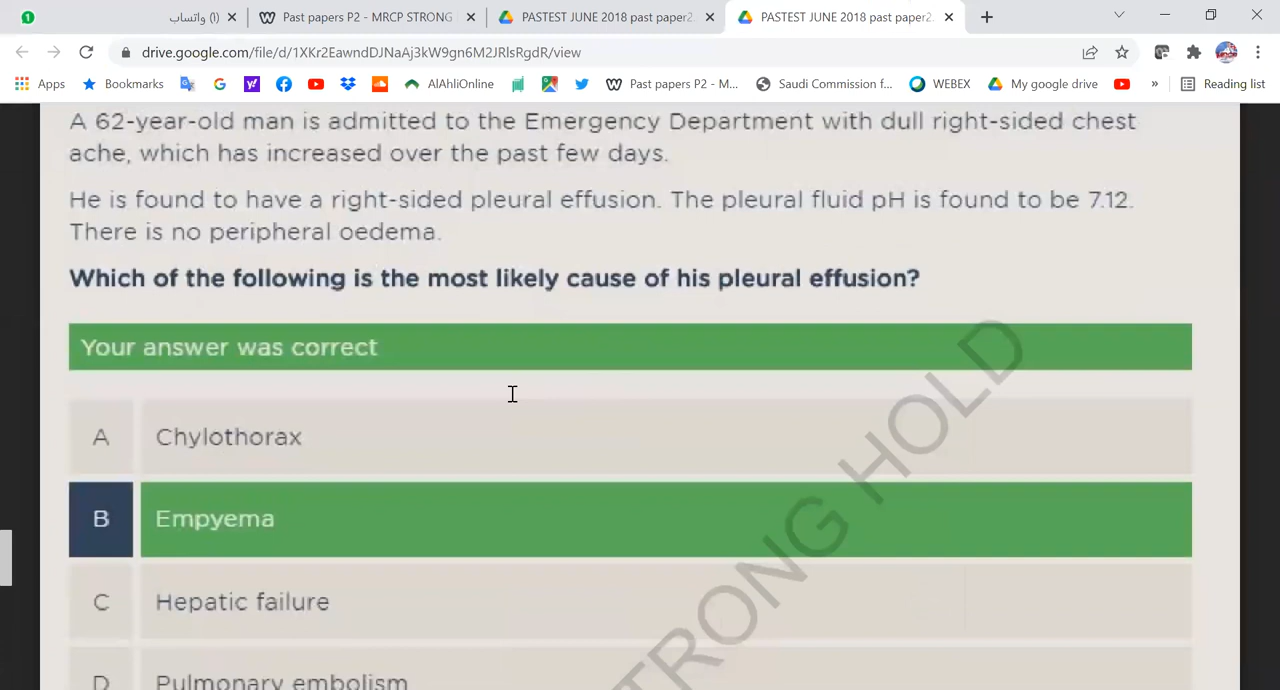 (1) واتساب
Past papers P2 - MRCP STRONG
PASTEST JUNE 2018 past paper2.
PASTEST JUNE 2018 past paper2.
drive.google.com/file/d/1XKr2EawndDJNaAj3kW9gn6M2JRlsRgdR/view
Apps
Bookmarks
AlAhliOnline
Past papers P2 - M...
Saudi Commission f...
WEBEX
My google drive
»
Reading list
A 62-year-old man is admitted to the Emergency Department with dull right-sided chest
ache, which has increased over the past few days.
He is found to have a right-sided pleural effusion. The pleural fluid pH is found to be 7.12.
There is no peripheral oedema.
Which of the following is the most likely cause of his pleural effusion?
Your answer was correct
A Chylothorax
B Empyema
C Hepatic failure
D Pulmonary embolism
TRONG HOLD